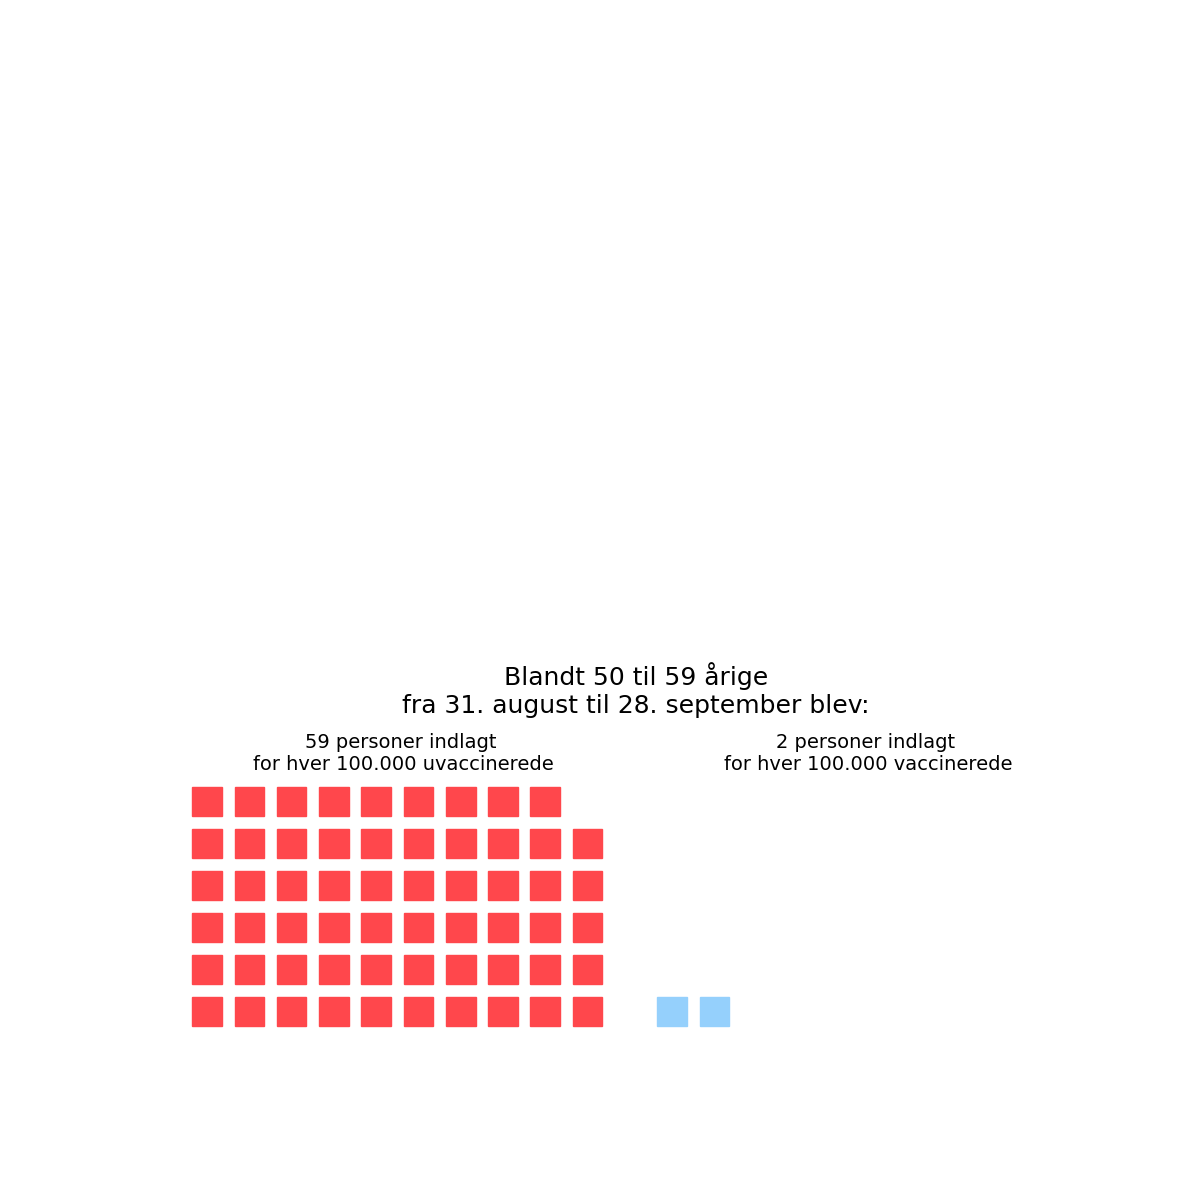 Blandt 50 til 59 årige
fra 31. august til 28. september blev:
59 personer indlagt
for hver 100.000 uvaccinerede
2 personer indlagt
for hver 100.000 vaccinerede